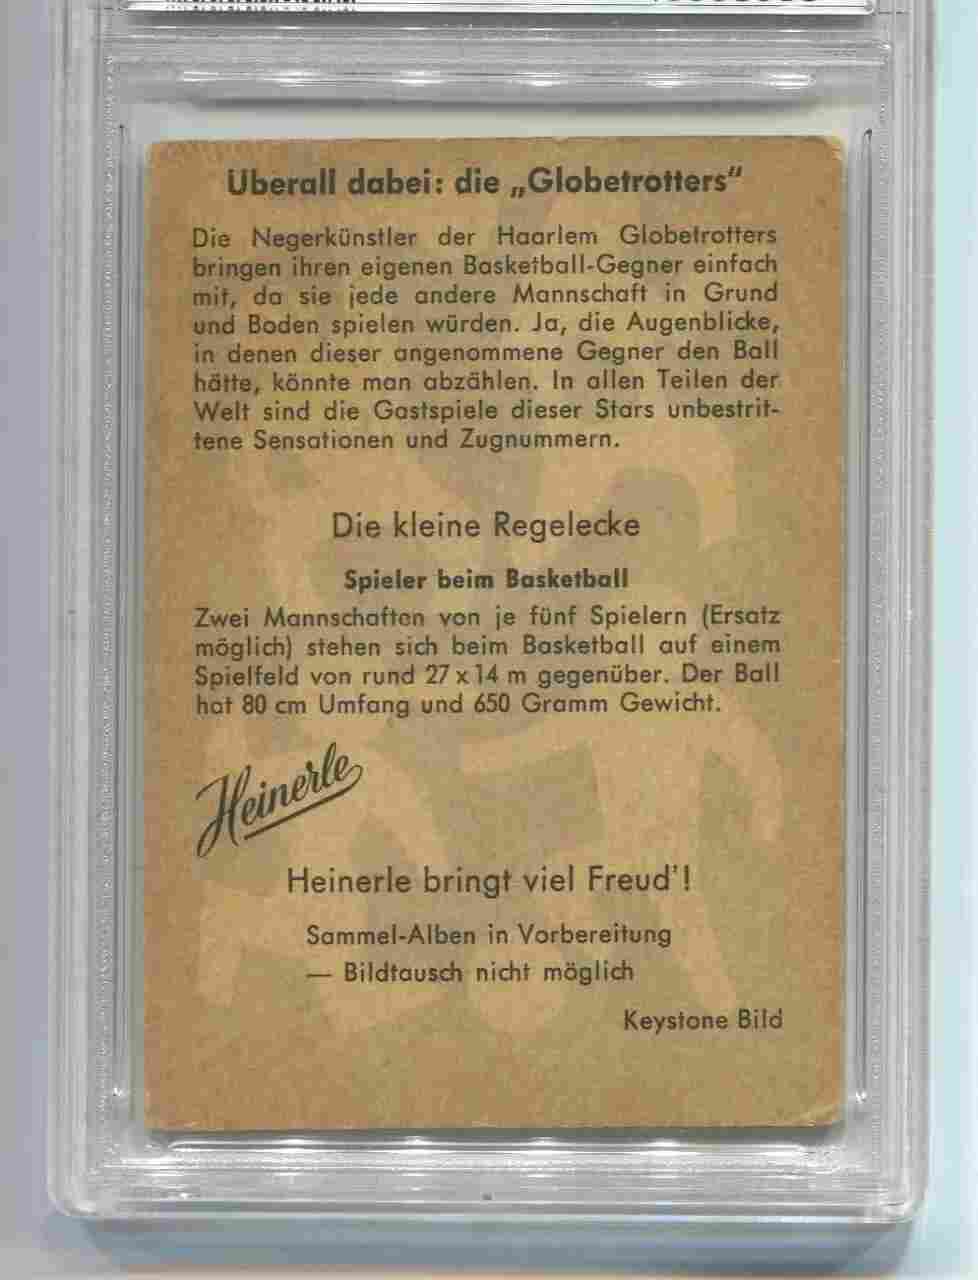 Überall dabei: die „Globetrotters"
Die Negerkünstler der Haarlem Globetrotters
bringen ihren eigenen Basketball-Gegner einfach
mit, da sie jede andere Mannschaft in Grund
und Boden spielen würden. Ja, die Augenblicke,
in denen dieser angenommene Gegner den Ball
hätte, könnte man abzählen. In allen Teilen der
Welt sind die Gastspiele dieser Stars unbestrit-
tene Sensationen und Zugnummern.
Die kleine Regelecke
Spieler beim Basketball
Zwei Mannschaften von je fünf Spielern (Ersatz
möglich) stehen sich beim Basketball auf einem
Spielfeld von rund 27 x 14 m gegenüber. Der Ball
hat 80 cm Umfang und 650 Gramm Gewicht.
Heinerle
Heinerle bringt viel Freud'!
Sammel-Alben in Vorbereitung
— Bildtausch nicht möglich
Keystone Bild